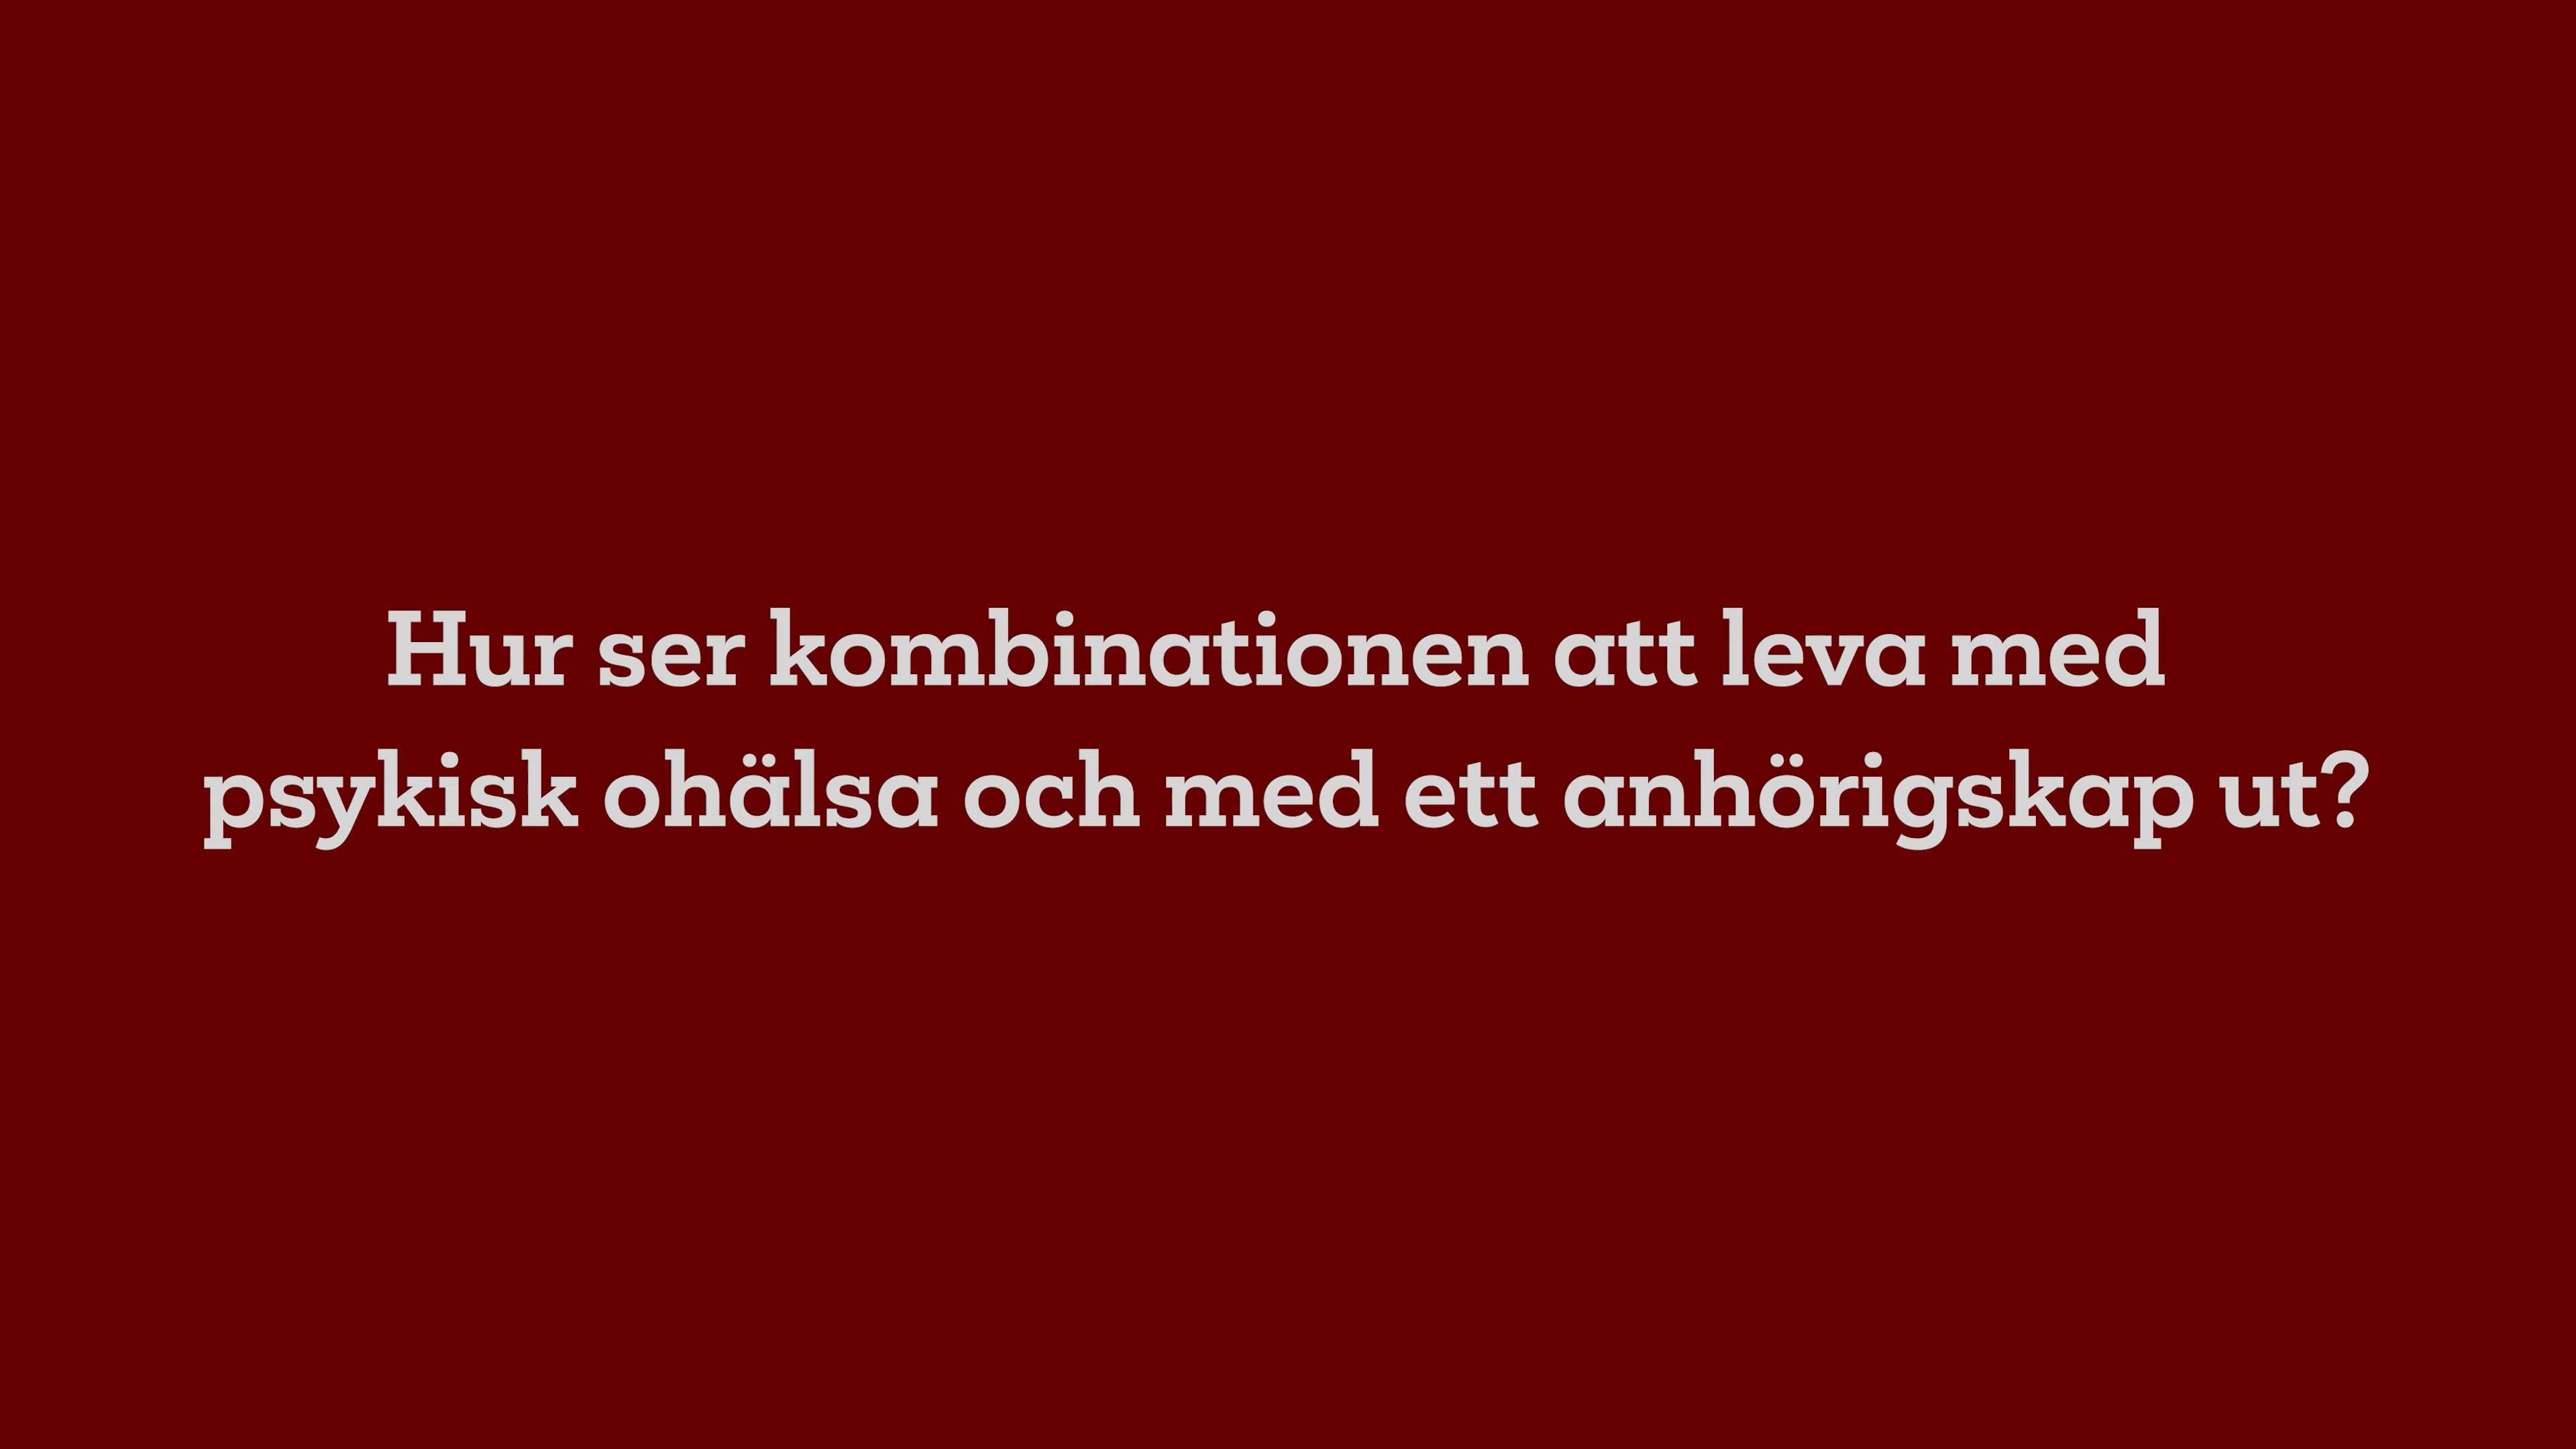 Hur ser kombinationen att leva med
psykisk ohälsa och med ett anhörigskap ut?